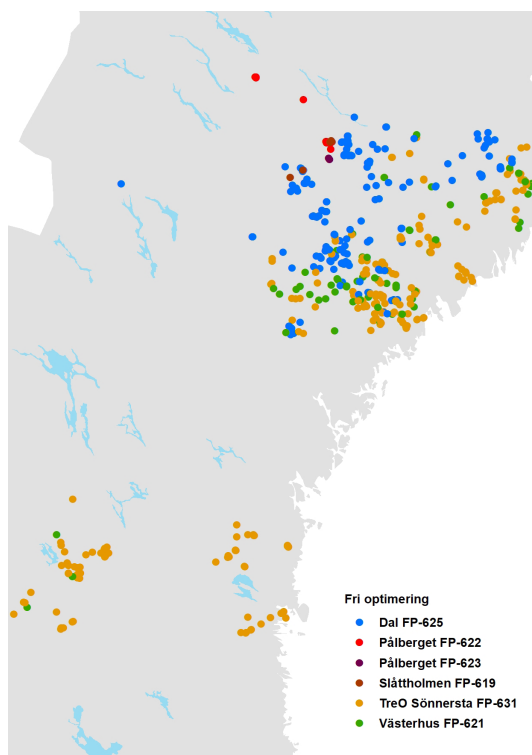 Fri optimering
Dal FP-625
Pålberget FP-622
Pålberget FP-623
Slåttholmen FP-619
TreO Sönnersta FP-631
Västerhus FP-621